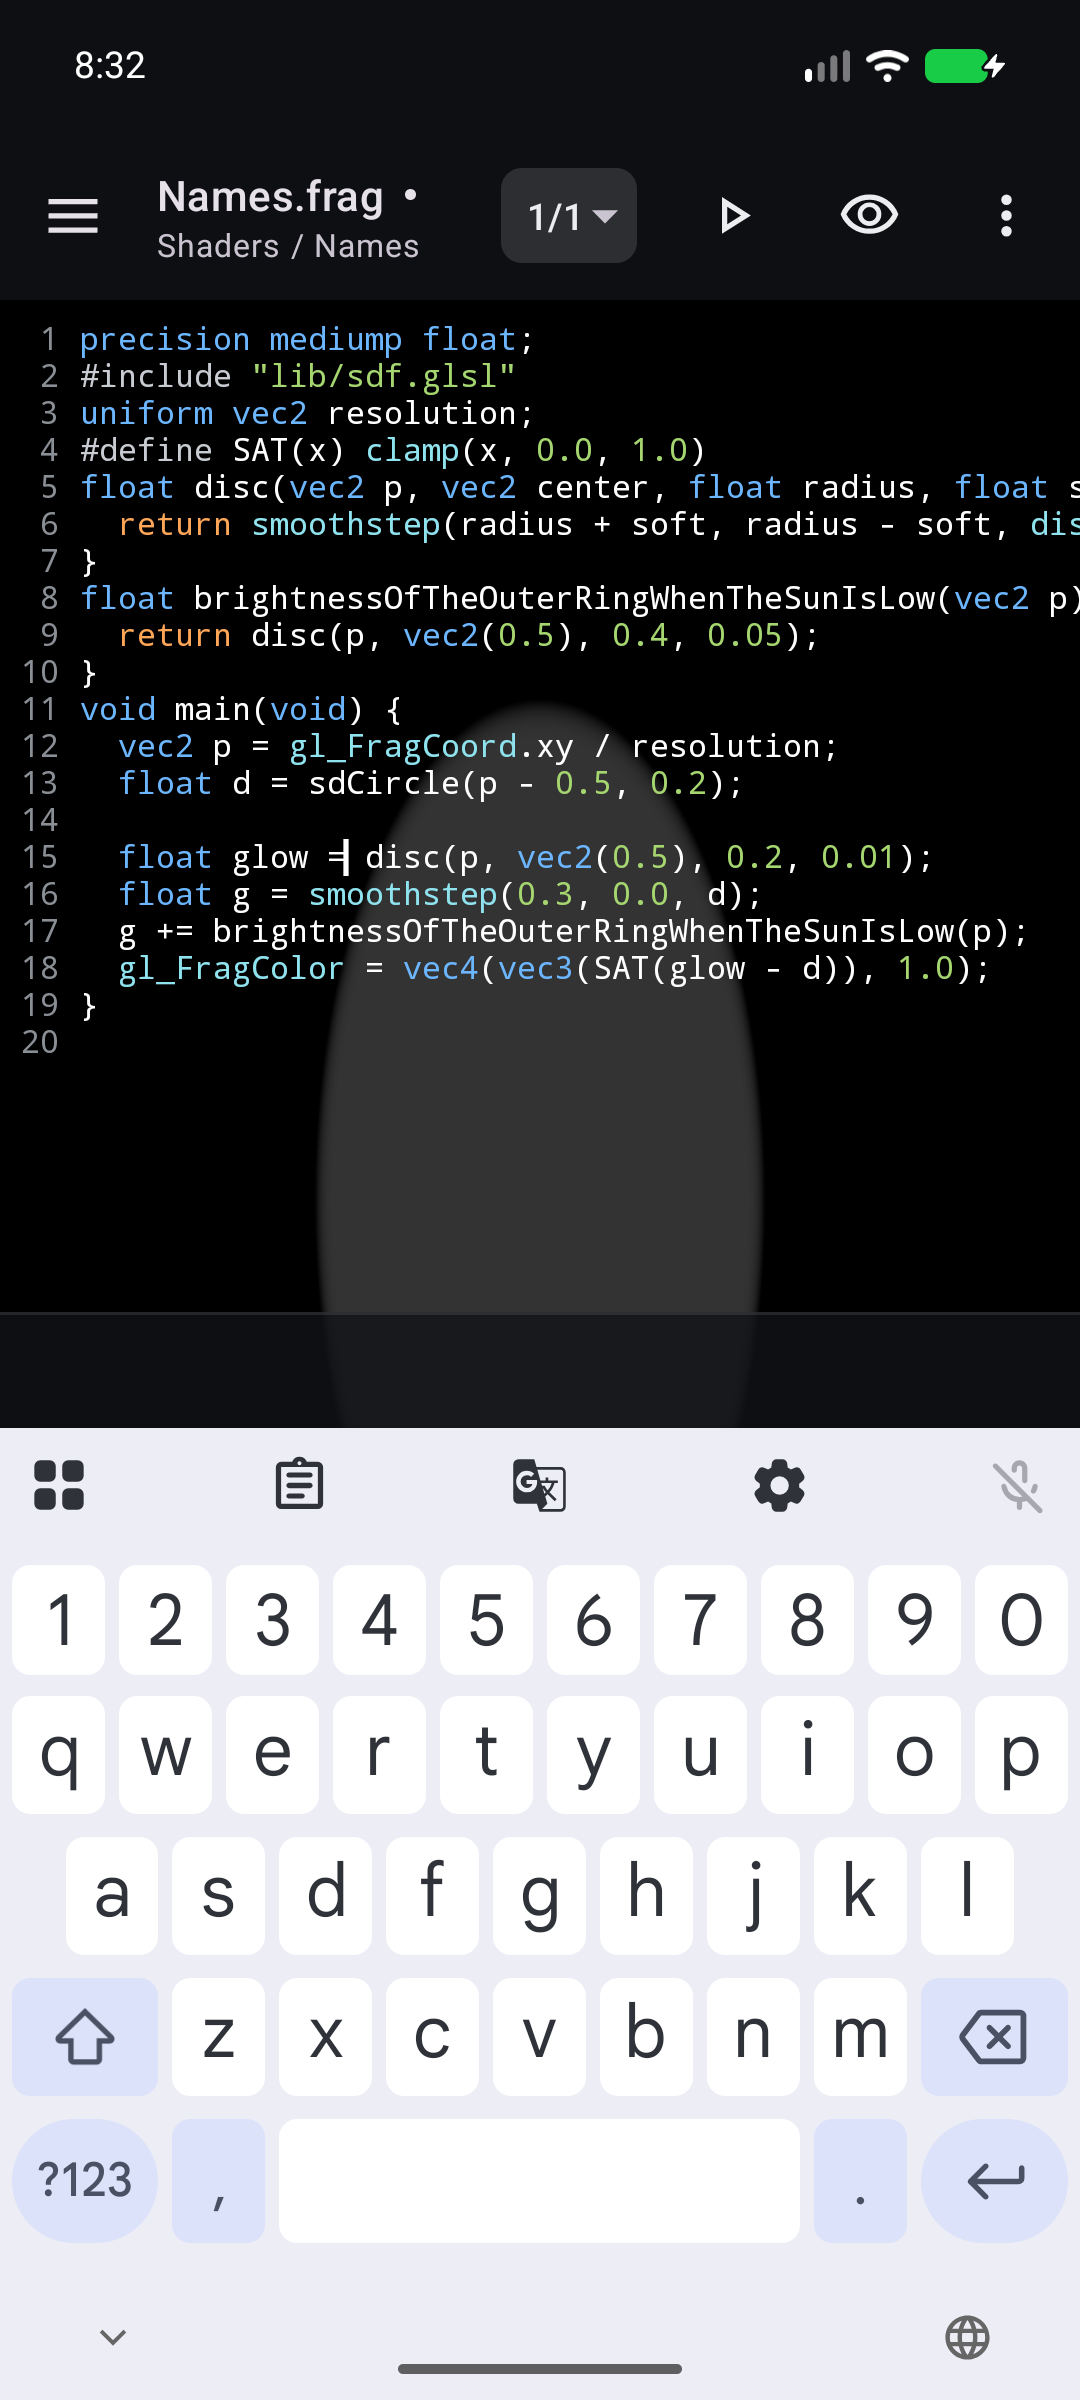 8:32
Names.frag •
Shaders / Names
1/1
1 precision mediump float;
2 #include "lib/sdf.glsl"
3 uniform vec2 resolution;
4 #define SAT(x) clamp(x, 0.0, 1.0)
5 float disc(vec2 p, vec2 center, float radius, float s
6   return smoothstep(radius + soft, radius - soft, dis
7 }
8 float brightnessOfTheOuterRingWhenTheSunIsLow(vec2 p)
9   return disc(p, vec2(0.5), 0.4, 0.05);
10 }
11 void main(void) {
12   vec2 p = gl_FragCoord.xy / resolution;
13   float d = sdCircle(p - 0.5, 0.2);
14
15   float glow = disc(p, vec2(0.5), 0.2, 0.01);
16   float g = smoothstep(0.3, 0.0, d);
17   g += brightnessOfTheOuterRingWhenTheSunIsLow(p);
18   gl_FragColor = vec4(vec3(SAT(glow - d)), 1.0);
19 }
20
G 文
1 2 3 4 5 6 7 8 9 0
q w e r t y u i o p
a s d f g h j k l
z x c v b n m
?123 , .